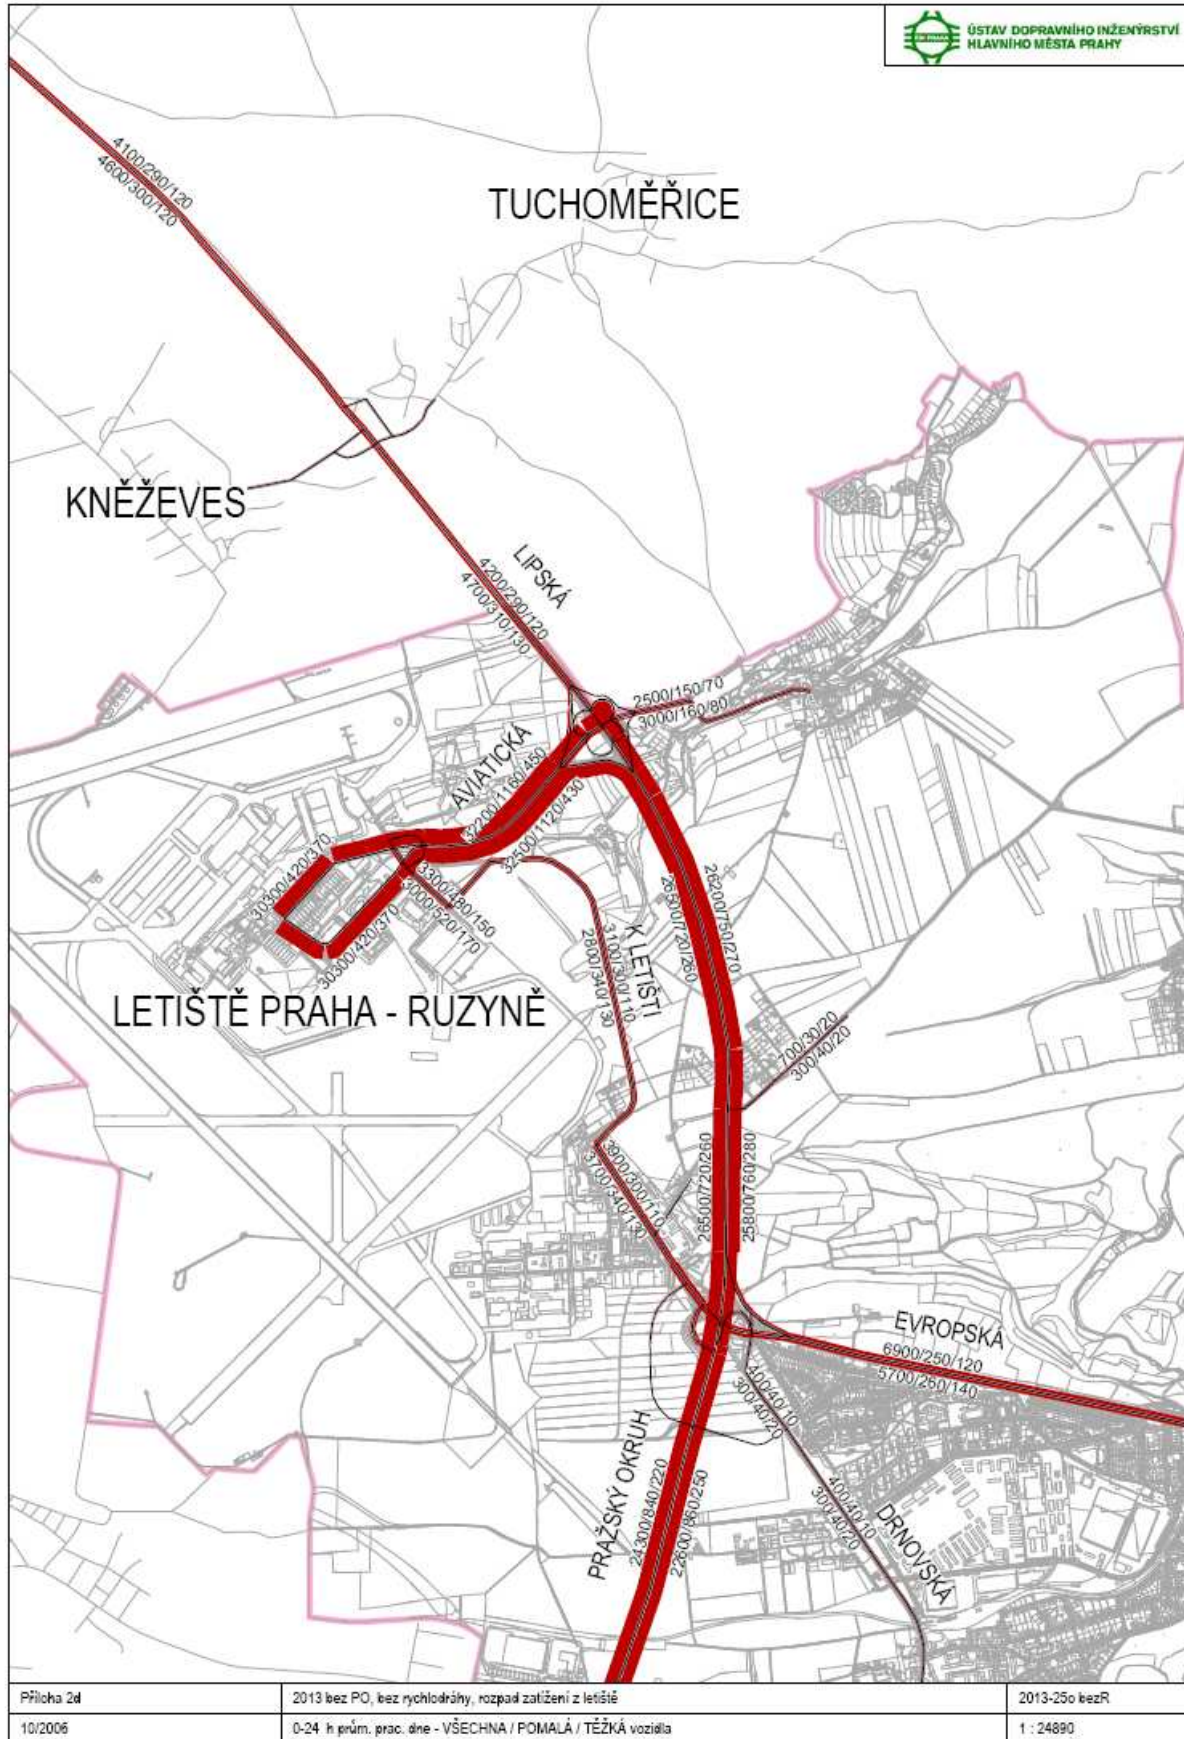 ÚSTAV DOPRAVNÍHO INŽENÝRSTVÍ
HLAVNÍHO MĚSTA PRAHY
4100/290/120
4600/300/120
TUCHOMĚŘICE
KNĚŽEVES
LIPSKÁ
4200/290/120
4700/310/130
2500/150/70
3000/160/80
AVIATICKÁ
32200/1160/450
32500/1120/430
30300/420/370
3300/480/150
3000/520/170
30300/420/370
26200/750/270
26500/720/260
K LETIŠTI
3100/300/110
2800/340/130
LETIŠTĚ PRAHA - RUZYNĚ
700/30/20
300/40/20
3900/300/110
3700/340/130
26500/720/260
25800/760/280
EVROPSKÁ
6900/250/120
5700/260/140
400/40/10
300/40/20
PRAŽSKÝ OKRUH
24300/840/220
22600/860/250
400/40/10
300/40/20
DRNOVSKÁ
Příloha 2d
2013 bez PO, bez rychlodráhy, rozpad zatížení z letiště
2013-25o bezR
10/2006
0-24 h prům. prac. dne - VŠECHNA / POMALÁ / TĚŽKÁ vozidla
1 : 24890